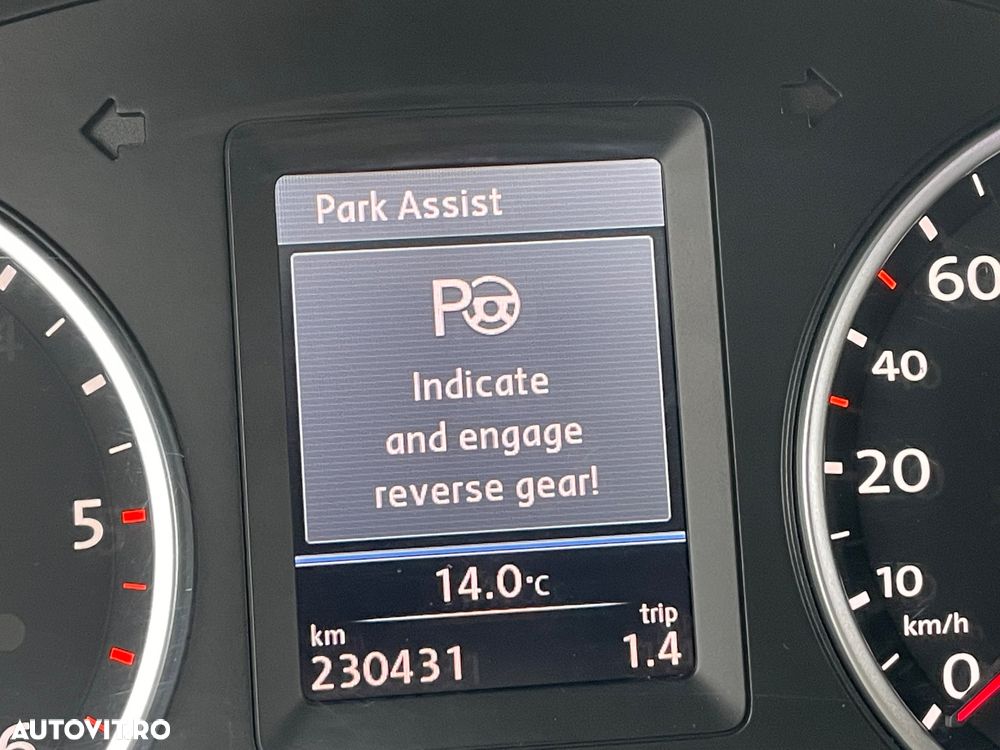 Park Assist
P
Indicate
and engage
reverse gear!
14.0°C
km
trip
230431
1.4
5
6
60
40
20
10
km/h
0
AUTOVIT.RO